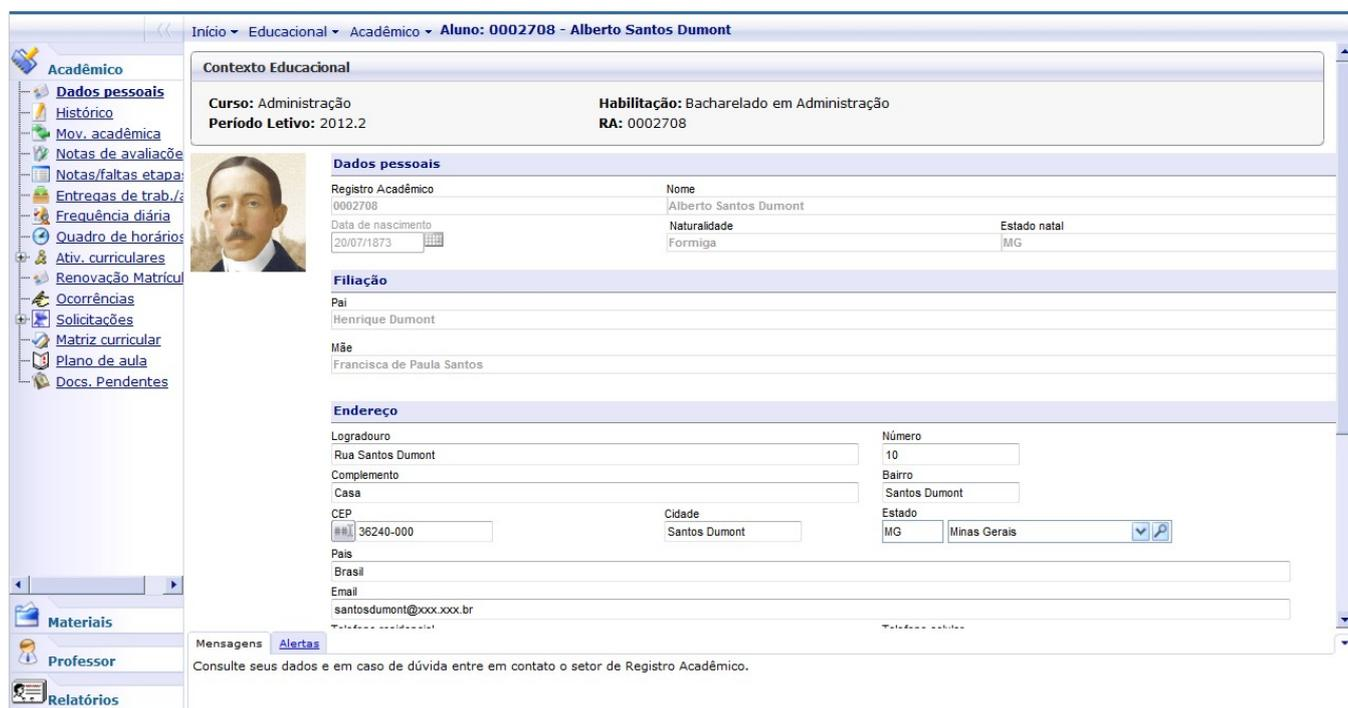 Início Educacional Acadêmico Aluno: 0002708 - Alberto Santos Dumont
Acadêmico
Dados pessoais
Histórico
Mov. acadêmica
Notas de avaliaçõe
Notas/faltas etapa
Entregas de trab./a
Frequência diária
Quadro de horários
Ativ. curriculares
Renovação Matrícul
Ocorrências
Solicitações
Matriz curricular
Plano de aula
Docs. Pendentes
Materiais
Professor
Relatórios
Contexto Educacional
Curso: Administração Habilitação: Bacharelado em Administração
Período Letivo: 2012.2 RA: 0002708
Dados pessoais
Registro Acadêmico Nome
0002708 Alberto Santos Dumont
Data de nascimento Naturalidade Estado natal
20/07/1873 Formiga MG
Filiação
Pai
Henrique Dumont
Mãe
Francisca de Paula Santos
Endereço
Logradouro Número
Rua Santos Dumont 10
Complemento Bairro
Casa Santos Dumont
CEP Cidade Estado
##I 36240-000 Santos Dumont MG Minas Gerais
Pais
Brasil
Email
santosdumont@xxx.xxx.br
Telefone residencial Telefone celular
Mensagens Alertas
Consulte seus dados e em caso de dúvida entre em contato o setor de Registro Acadêmico.